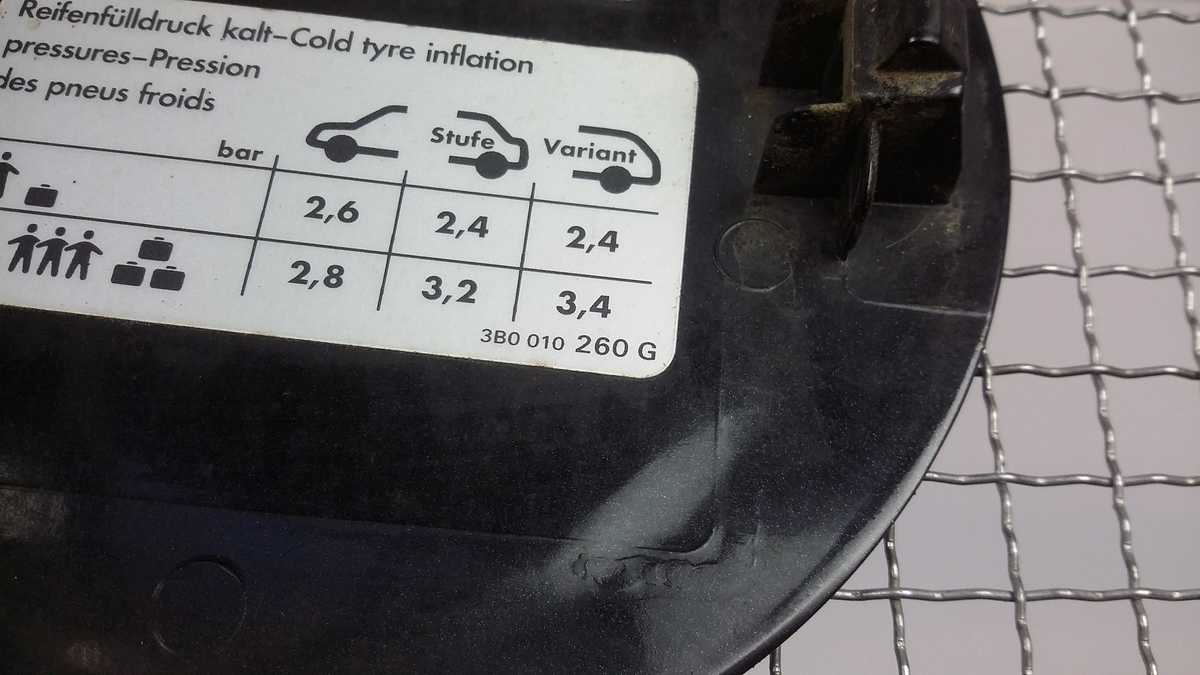 Reifenfülldruck kalt–Cold tyre inflation
pressures–Pression
des pneus froids
bar Stufe Variant
2,6 2,4 2,4
2,8 3,2 3,4
3B0 010 260 G